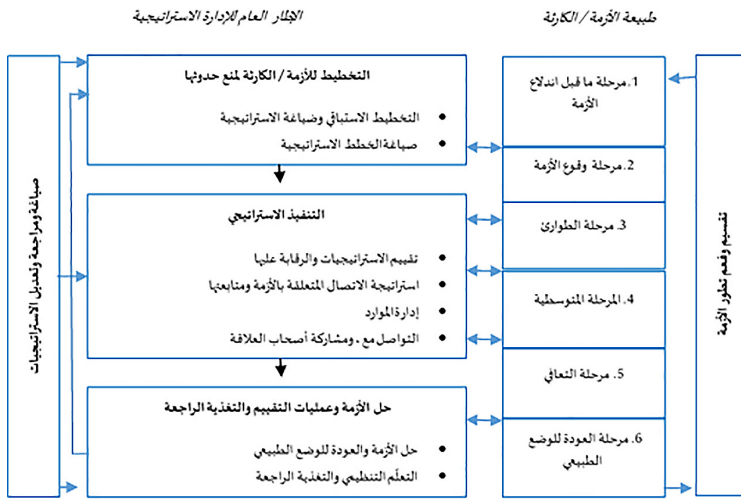 طبيعة الأزمة / الكارثة
الإطار العام للإدارة الاستراتيجية
تقسيم وفهم تطور الأزمة
1. مرحلة ما قبل اندلاع
الأزمة
2. مرحلة وقوع الأزمة
3. مرحلة الطوارئ
4. المرحلة المتوسطية
5. مرحلة التعافي
6. مرحلة العودة للوضع
الطبيعي
التخطيط للأزمة / الكارثة لمنع حدوثها
• التخطيط الاستباقي وضياغة الاستراتيجية
• صياغة الخطط الاستراتيجية
التنفيذ الاستراتيجي
• تقييم الاستراتيجيات والرقابة عليها
• استراتيجة الاتصال المتعلقة بالأزمة ومتابعتها
• إدارة الموارد
• التواصل مع ، ومشاركة أصحاب العلاقة
حل الأزمة وعمليات التقييم والتغذية الراجعة
• حل الأزمة والعودة للوضع الطبيعي
• التعلّم التنظيمي والتغذية الراجعة
صياغة ومراجعة وتعديل الاستراتيجيات